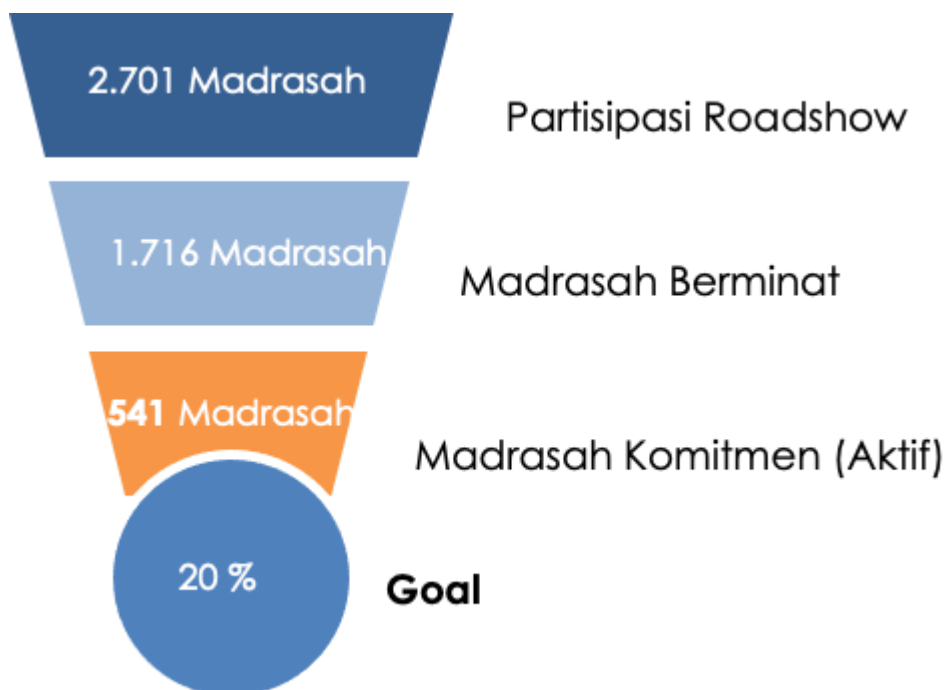 2.701 Madrasah
Partisipasi Roadshow
1.716 Madrasah
Madrasah Berminat
541 Madrasah
Madrasah Komitmen (Aktif)
20 %
Goal